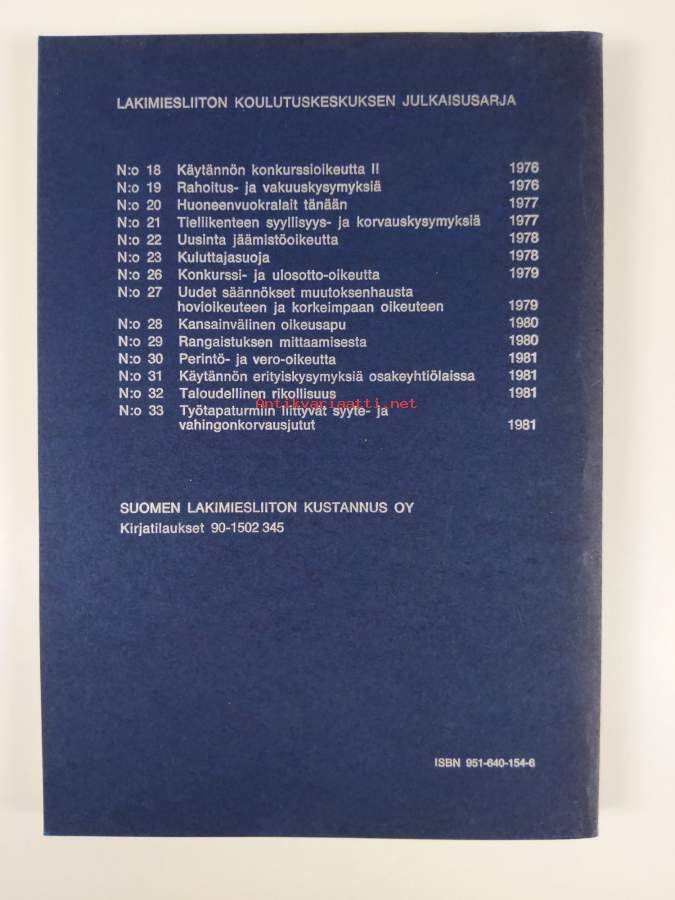 LAKIMIESLIITON KOULUTUSKESKUKSEN JULKAISUSARJA
N:o 18 Käytännön konkurssioikeutta II 1976
N:o 19 Rahoitus- ja vakuuskysymyksiä 1976
N:o 20 Huoneenvuokralait tänään 1977
N:o 21 Tieliikenteen syyllisyys- ja korvauskysymyksiä 1977
N:o 22 Uusinta jäämistöoikeutta 1978
N:o 23 Kuluttajasuoja 1978
N:o 26 Konkurssi- ja ulosotto-oikeutta 1979
N:o 27 Uudet säännökset muutoksenhausta
hovioikeuteen ja korkeimpaan oikeuteen 1979
N:o 28 Kansainvälinen oikeusapu 1980
N:o 29 Rangaistuksen mittaamisesta 1980
N:o 30 Perintö- ja vero-oikeutta 1981
N:o 31 Käytännön erityiskysymyksiä osakeyhtiölaissa 1981
N:o 32 Taloudellinen rikollisuus 1981
Antikvariaatti.net
N:o 33 Työtapaturmiin liittyvät syyte- ja
vahingonkorvausjutut 1981
SUOMEN LAKIMIESLIITON KUSTANNUS OY
Kirjatilaukset 90-1502 345
ISBN 951-640-154-6